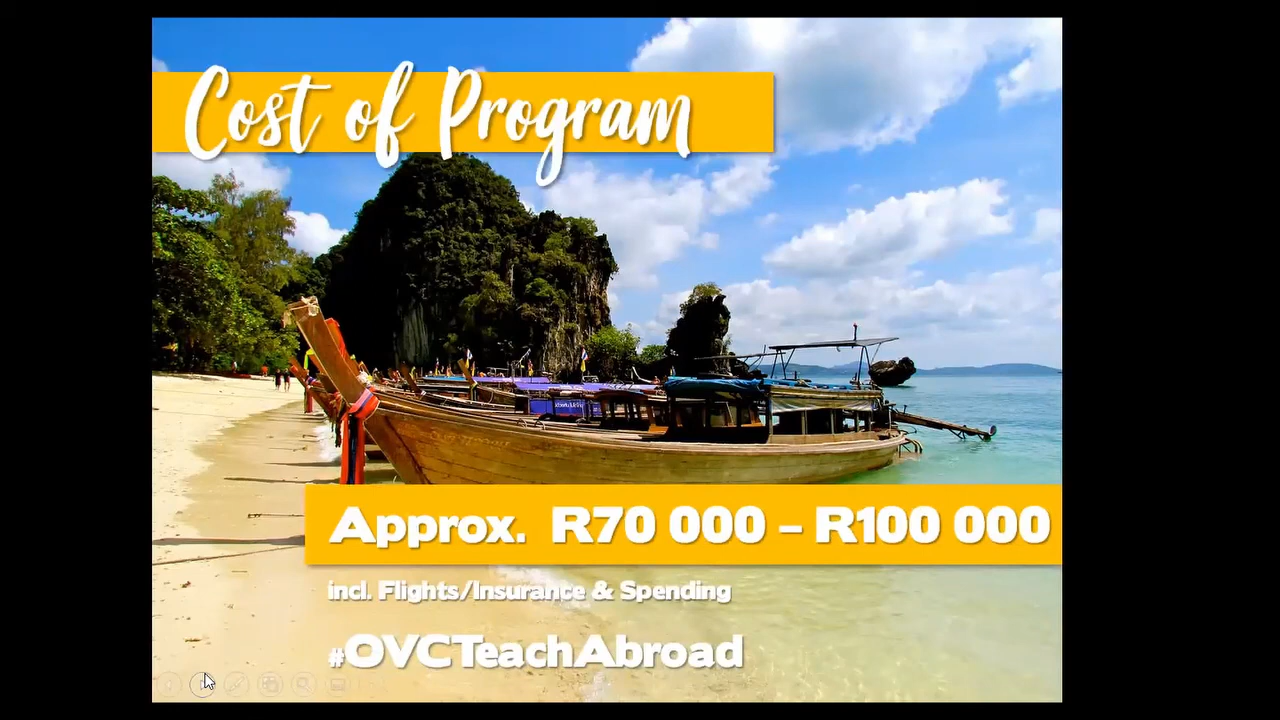 Cost of Program
Approx. R70 000 – R100 000
incl. Flights/Insurance & Spending
#OVCTeachAbroad